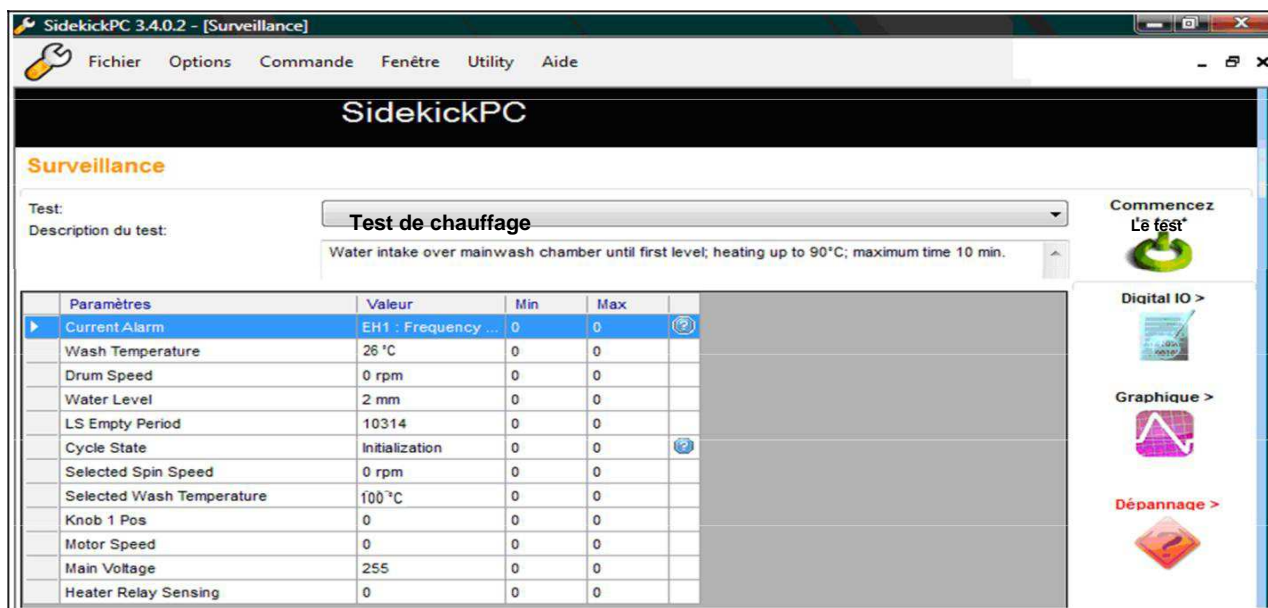 SidekickPC 3.4.0.2 - [Surveillance]
Fichier Options Commande Fenêtre Utility Aide
SidekickPC
Surveillance
Test:
Test de chauffage
Description du test:
Water intake over mainwash chamber until first level; heating up to 90°C; maximum time 10 min.
Commencez
Le test
Paramètres Valeur Min Max
Current Alarm EH1 : Frequency ... 0 0
Wash Temperature 26 °C 0 0
Drum Speed 0 rpm 0 0
Water Level 2 mm 0 0
LS Empty Period 10314 0 0
Cycle State Initialization 0 0
Selected Spin Speed 0 rpm 0 0
Selected Wash Temperature 100 °C 0 0
Knob 1 Pos 0 0 0
Motor Speed 0 0 0
Main Voltage 255 0 0
Heater Relay Sensing 0 0 0
Digital IO >
Graphique >
Dépannage >